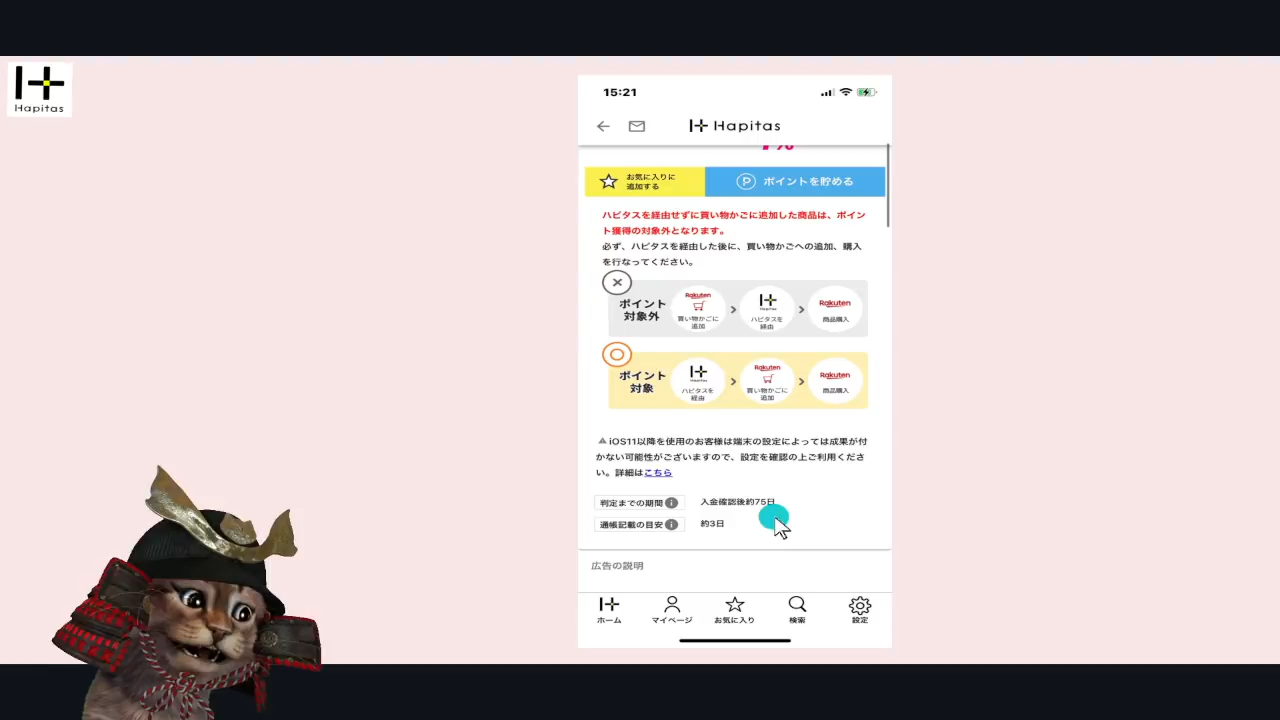 Hapitas
15:21
Hapitas
1%
お気に入りに
追加する
P ポイントを貯める
ハピタスを経由せずに買い物かごに追加した商品は、ポイン
ト獲得の対象外となります。
必ず、ハピタスを経由した後に、買い物かごへの追加、購入
を行なってください。
ポイント
対象外
Rakuten
買い物かごに
追加
Hapitas
ハピタスを
経由
Rakuten
商品購入
ポイント
対象
Hapitas
ハピタスを
経由
Rakuten
買い物かごに
追加
Rakuten
商品購入
iOS11以降を使用のお客様は端末の設定によっては成果が付
かない可能性がございますので、設定を確認の上ご利用くださ
い。詳細はこちら
判定までの期間 i 入金確認後約75日
通帳記載の目安 i 約3日
広告の説明
ホーム マイページ お気に入り 検索 設定